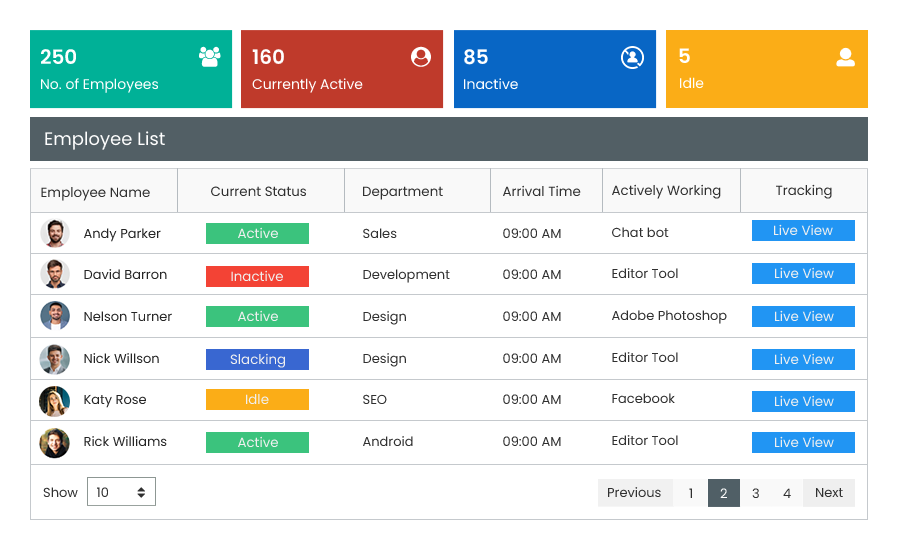 250
No. of Employees
160
Currently Active
85
Inactive
5
Idle
Employee List
Employee Name Current Status Department Arrival Time Actively Working Tracking
Andy Parker Active Sales 09:00 AM Chat bot Live View
David Barron Inactive Development 09:00 AM Editor Tool Live View
Nelson Turner Active Design 09:00 AM Adobe Photoshop Live View
Nick Willson Slacking Design 09:00 AM Editor Tool Live View
Katy Rose Idle SEO 09:00 AM Facebook Live View
Rick Williams Active Android 09:00 AM Editor Tool Live View
Show 10 Previous 1 2 3 4 Next